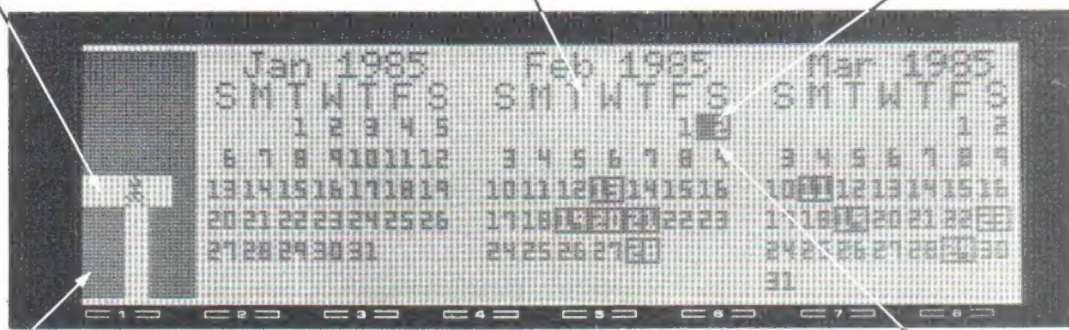 Jan 1985 Feb 1985 Mar 1985
S M T W T F S S M T W T F S S M T W T F S
1 2 3 4 5 1 2 1 2
6 7 8 9 10 11 12 3 4 5 6 7 8 9 3 4 5 6 7 8 9
13 14 15 16 17 18 19 10 11 12 13 14 15 16 10 11 12 13 14 15 16
20 21 22 23 24 25 26 17 18 19 20 21 22 23 17 18 19 20 21 22 23
27 28 29 30 31 24 25 26 27 28 24 25 26 27 28 29 30
31
1 2 3 4 5 6 7 8